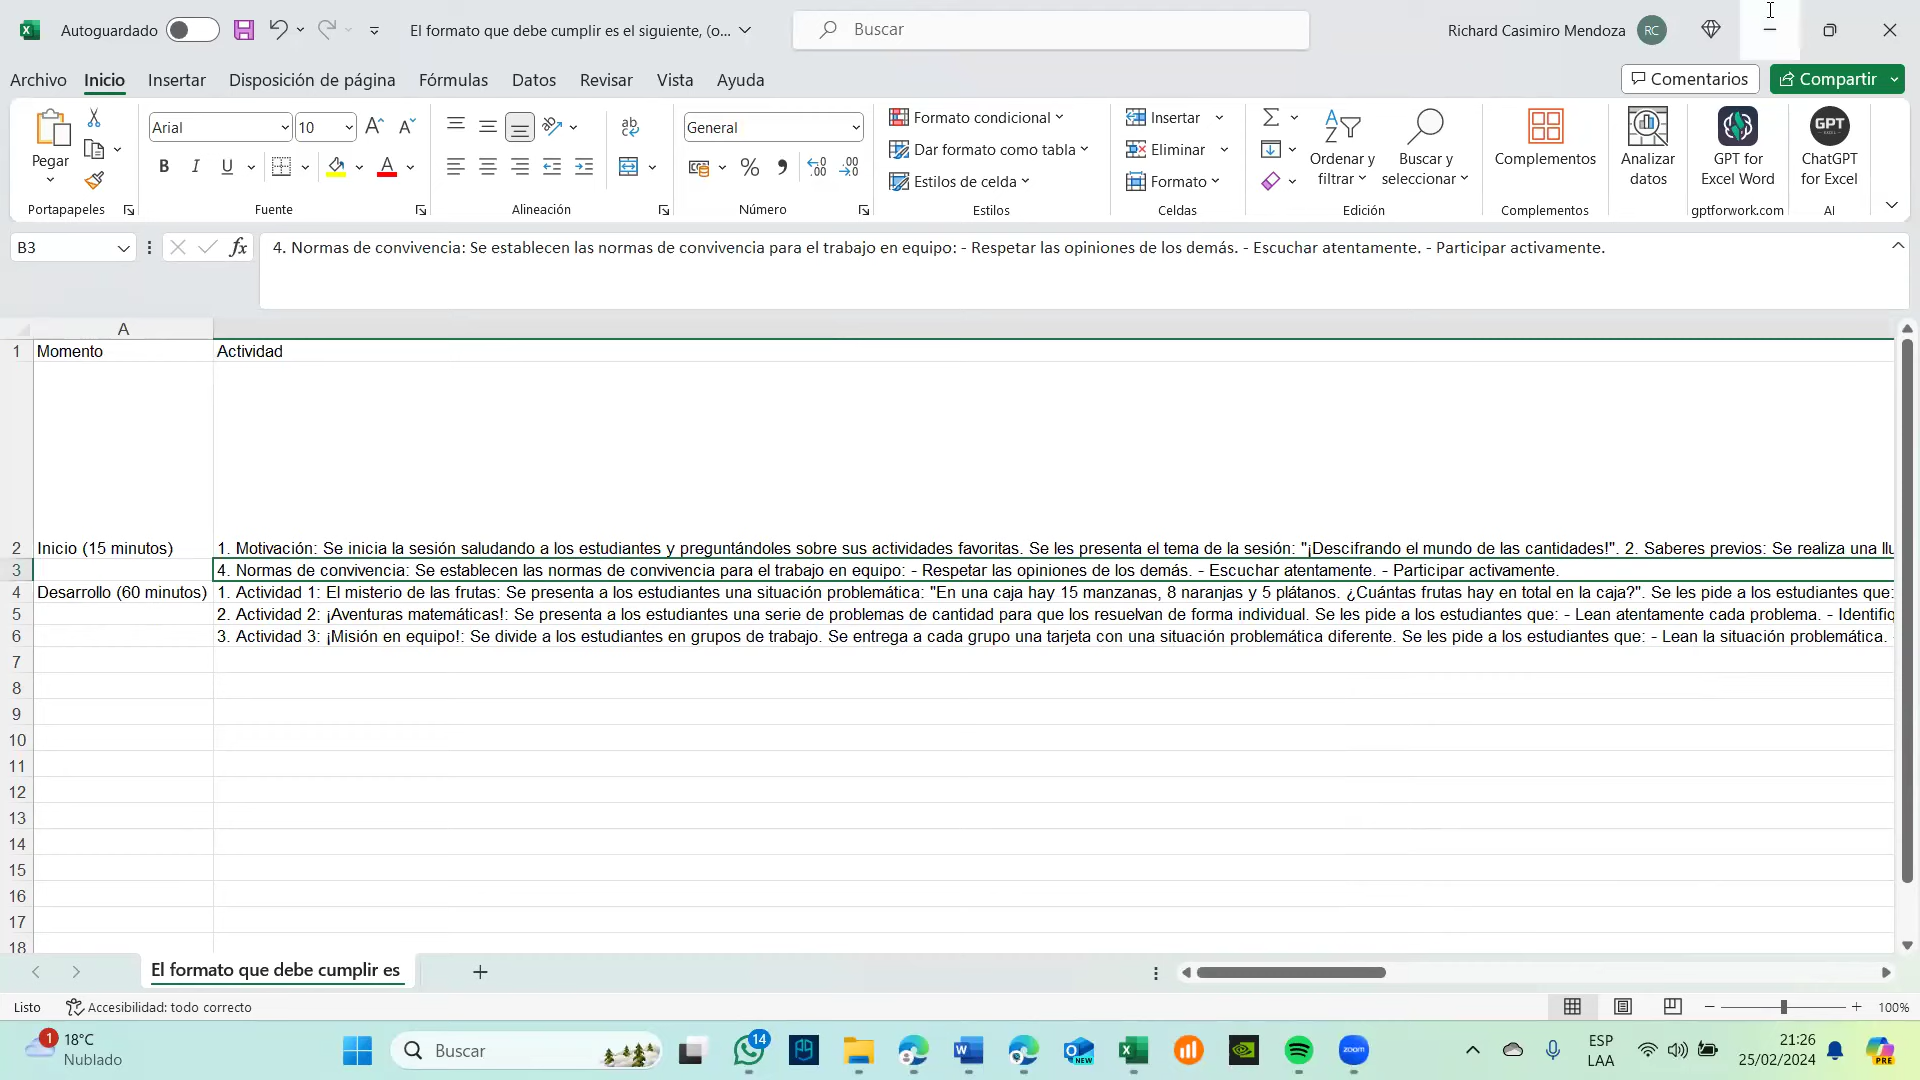 Autoguardado
El formato que debe cumplir es el siguiente, (o...
Buscar
Richard Casimiro Mendoza
RC
Archivo
Inicio
Insertar
Disposición de página
Fórmulas
Datos
Revisar
Vista
Ayuda
Comentarios
Compartir
Pegar
Portapapeles
Arial
10
N K S
Fuente
Alineación
General
Número
Formato condicional
Dar formato como tabla
Estilos de celda
Estilos
Insertar
Eliminar
Formato
Celdas
Ordenar y
filtrar
Buscar y
seleccionar
Edición
Complementos
Complementos
Analizar
datos
GPT for
Excel Word
gptforwork.com
GPT
ChatGPT
for Excel
AI
B3
fx
4. Normas de convivencia: Se establecen las normas de convivencia para el trabajo en equipo: - Respetar las opiniones de los demás. - Escuchar atentamente. - Participar activamente.
A
1 Momento Actividad
2 Inicio (15 minutos) 1. Motivación: Se inicia la sesión saludando a los estudiantes y preguntándoles sobre sus actividades favoritas. Se les presenta el tema de la sesión: "¡Descifrando el mundo de las cantidades!". 2. Saberes previos: Se realiza una llu
3 4. Normas de convivencia: Se establecen las normas de convivencia para el trabajo en equipo: - Respetar las opiniones de los demás. - Escuchar atentamente. - Participar activamente.
4 Desarrollo (60 minutos) 1. Actividad 1: El misterio de las frutas: Se presenta a los estudiantes una situación problemática: "En una caja hay 15 manzanas, 8 naranjas y 5 plátanos. ¿Cuántas frutas hay en total en la caja?". Se les pide a los estudiantes que:
5 2. Actividad 2: ¡Aventuras matemáticas!: Se presenta a los estudiantes una serie de problemas de cantidad para que los resuelvan de forma individual. Se les pide a los estudiantes que: - Lean atentamente cada problema. - Identifiq
6 3. Actividad 3: ¡Misión en equipo!: Se divide a los estudiantes en grupos de trabajo. Se entrega a cada grupo una tarjeta con una situación problemática diferente. Se les pide a los estudiantes que: - Lean la situación problemática.
7
8
9
10
11
12
13
14
15
16
17
18
El formato que debe cumplir es
Listo
Accesibilidad: todo correcto
100%
1
18°C
Nublado
Buscar
14
NEW
zoom
ESP
LAA
21:26
25/02/2024
PRE